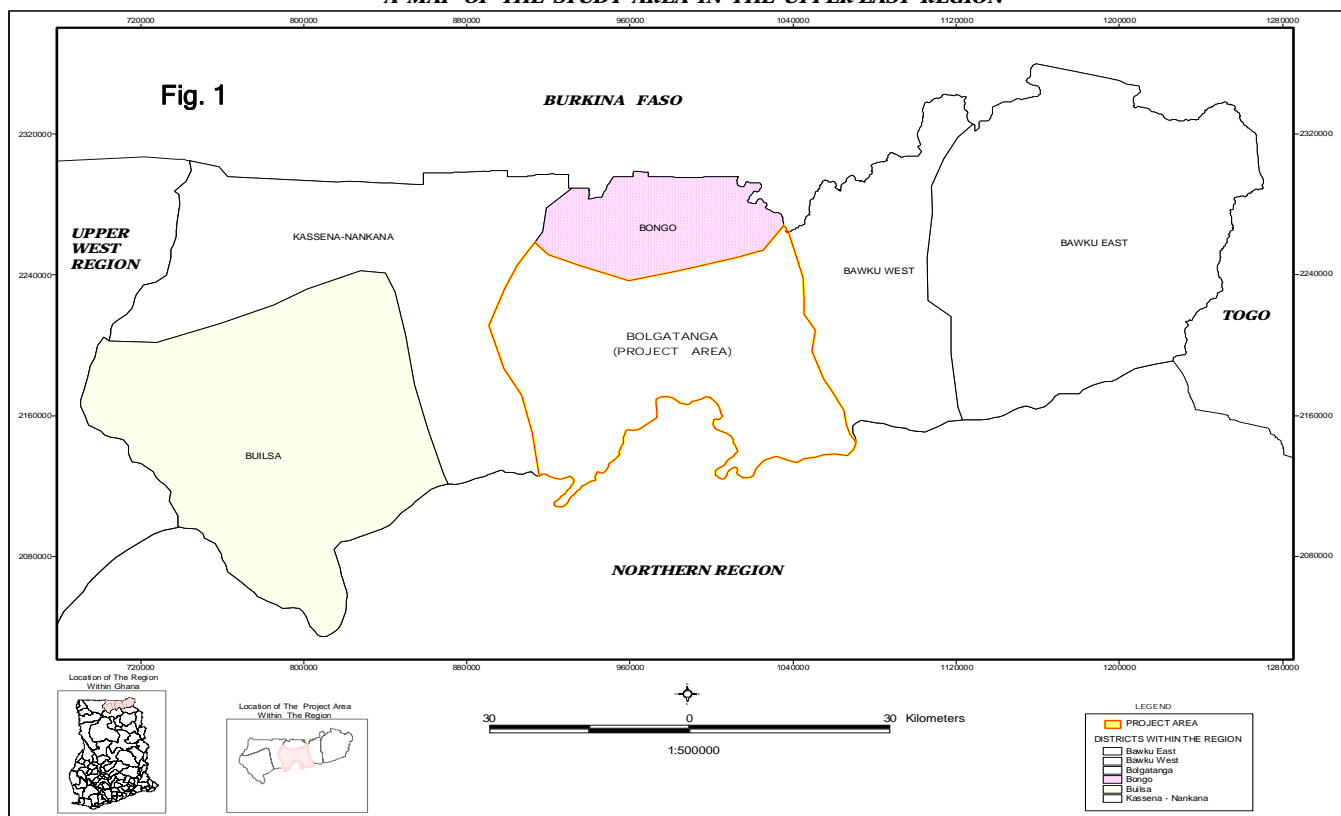 A MAP OF THE STUDY AREA IN THE UPPER EAST REGION
720000 800000 880000 960000 1040000 1120000 1200000 1280000
Fig. 1
BURKINA FASO
2320000 2320000
UPPER
WEST
REGION
KASSENA-NANKANA
BONGO
BAWKU EAST
BAWKU WEST
2240000 2240000
TOGO
BOLGATANGA
(PROJECT AREA)
2160000 2160000
BUILSA
2080000 2080000
NORTHERN REGION
720000 800000 880000 960000 1040000 1120000 1200000 1280000
Location of The Region
Within Ghana
Location of The Project Area
Within The Region
30 0 30 Kilometers
1:500000
LEGEND
PROJECT AREA
DISTRICTS WITHIN THE REGION
Bawku East
Bawku West
Bolgatanga
Bongo
Builsa
Kassena - Nankana